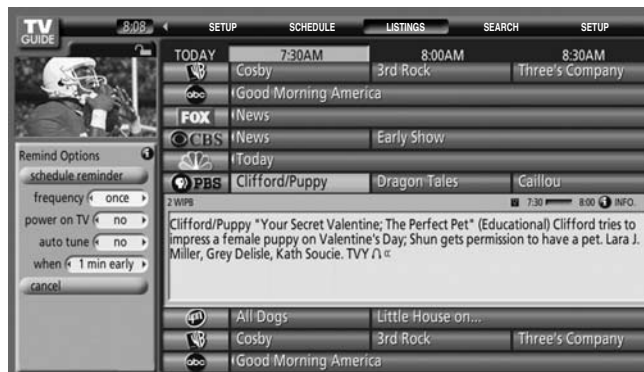 TV
GUIDE
8:08
SETUP SCHEDULE LISTINGS SEARCH SETUP
TODAY 7:30AM 8:00AM 8:30AM
WB Cosby 3rd Rock Three's Company
abc Good Morning America
FOX News
CBS News Early Show
Today
PBS Clifford/Puppy Dragon Tales Caillou
Remind Options
schedule reminder
frequency once
power on TV no
auto tune no
when 1 min early
cancel
2 WIPB 7:30 8:00 i INFO.
Clifford/Puppy "Your Secret Valentine; The Perfect Pet" (Educational) Clifford tries to
impress a female puppy on Valentine's Day; Shun gets permission to have a pet. Lara J.
Miller, Grey Delisle, Kath Soucie. TVY
All Dogs Little House on...
WB Cosby 3rd Rock Three's Company
abc Good Morning America